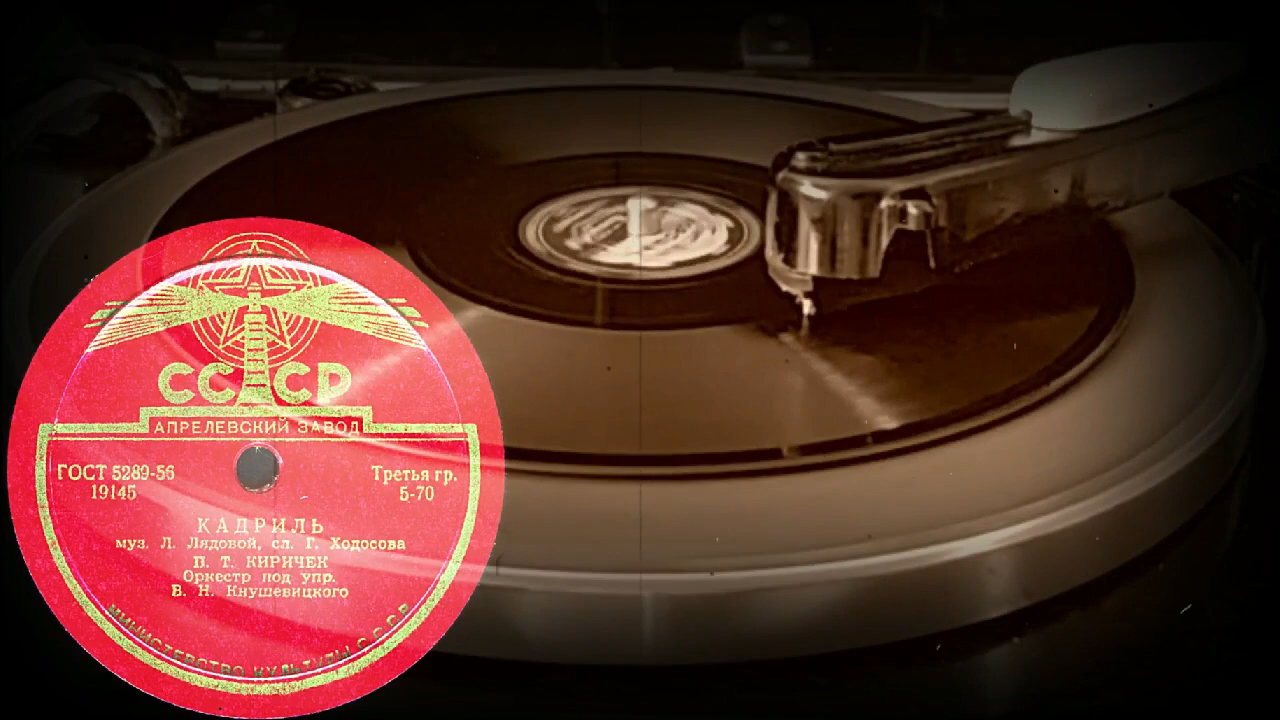 СССР
АПРЕЛЕВСКИЙ ЗАВОД
ГОСТ 5289-56 Третья гр.
19145 5-70
КАДРИЛЬ
муз. Л. Лядовой, сл. Г. Ходосова
П. Т. КИРИЧЕК
Оркестр под упр.
В. Н. Кнушевицкого
МИНИСТЕРСТВО КУЛЬТУРЫ СССР